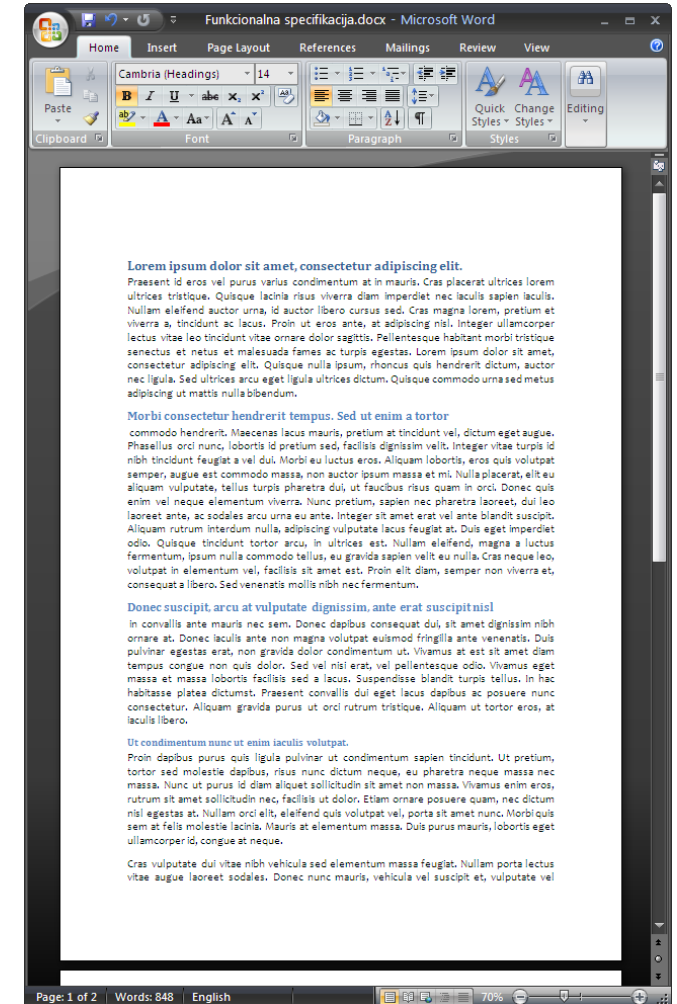 Funkcionalna specifikacija.docx - Microsoft Word
Home Insert Page Layout References Mailings Review View
Cambria (Headings) 14
Paste
B I U abc x₂ x² Aa
ab A Aa A A
Quick Styles Change Styles Editing
Clipboard Font Paragraph Styles
Lorem ipsum dolor sit amet, consectetur adipiscing elit.
Praesent id eros vel purus varius condimentum at in mauris. Cras placerat ultrices lorem
ultrices tristique. Quisque lacinia risus viverra diam imperdiet nec iaculis sapien iaculis.
Nullam eleifend auctor urna, id auctor libero cursus sed. Cras magna lorem, pretium et
viverra a, tincidunt ac lacus. Proin ut eros ante, at adipiscing nisl. Integer ullamcorper
lectus vitae leo tincidunt vitae ornare dolor sagittis. Pellentesque habitant morbi tristique
senectus et netus et malesuada fames ac turpis egestas. Lorem ipsum dolor sit amet,
consectetur adipiscing elit. Quisque nulla ipsum, rhoncus quis hendrerit dictum, auctor
nec ligula. Sed ultrices arcu eget ligula ultrices dictum. Quisque commodo urna sed metus
adipiscing ut mattis nulla bibendum.
Morbi consectetur hendrerit tempus. Sed ut enim a tortor
commodo hendrerit. Maecenas lacus mauris, pretium at tincidunt vel, dictum eget augue.
Phasellus orci nunc, lobortis id pretium sed, facilisis dignissim velit. Integer vitae turpis id
nibh tincidunt feugiat a vel dui. Morbi eu luctus eros. Aliquam lobortis, eros quis volutpat
semper, augue est commodo massa, non auctor ipsum massa et mi. Nulla placerat, elit eu
aliquam vulputate, tellus turpis pharetra dui, ut faucibus risus quam in orci. Donec quis
enim vel neque elementum viverra. Nunc pretium, sapien nec pharetra laoreet, dui leo
laoreet ante, ac sodales arcu urna eu ante. Integer sit amet erat vel ante blandit suscipit.
Aliquam rutrum interdum nulla, adipiscing vulputate lacus feugiat at. Duis eget imperdiet
odio. Quisque tincidunt tortor arcu, in ultrices est. Nullam eleifend, magna a luctus
fermentum, ipsum nulla commodo tellus, eu gravida sapien velit eu nulla. Cras neque leo,
volutpat in elementum vel, facilisis sit amet est. Proin elit diam, semper non viverra et,
consequat a libero. Sed venenatis mollis nibh nec fermentum.
Donec suscipit, arcu at vulputate dignissim, ante erat suscipit nisl
in convallis ante mauris nec sem. Donec dapibus consequat dui, sit amet dignissim nibh
ornare at. Donec iaculis ante non magna volutpat euismod fringilla ante venenatis. Duis
pulvinar egestas erat, non gravida dolor condimentum ut. Vivamus at est sit amet diam
tempus congue non quis dolor. Sed vel nisi erat, vel pellentesque odio. Vivamus eget
massa et massa lobortis facilisis sed a lacus. Suspendisse blandit turpis tellus. In hac
habitasse platea dictumst. Praesent convallis dui eget lacus dapibus ac posuere nunc
consectetur. Aliquam gravida purus ut orci rutrum tristique. Aliquam ut tortor eros, at
iaculis libero.
Ut condimentum nunc ut enim iaculis volutpat.
Proin dapibus purus quis ligula pulvinar ut condimentum sapien tincidunt. Ut pretium,
tortor sed molestie dapibus, risus nunc dictum neque, eu pharetra neque massa nec
massa. Nunc ut purus id diam aliquet sollicitudin sit amet non massa. Vivamus enim eros,
rutrum sit amet sollicitudin nec, facilisis ut dolor. Etiam ornare posuere quam, nec dictum
nisl egestas at. Nullam orci elit, eleifend quis volutpat vel, porta sit amet nunc. Morbi quis
sem at felis molestie lacinia. Mauris at elementum massa. Duis purus mauris, lobortis eget
ullamcorper id, congue at neque.
Cras vulputate dui vitae nibh vehicula sed elementum massa feugiat. Nullam porta lectus
vitae augue laoreet sodales. Donec nunc mauris, vehicula vel suscipit et, vulputate vel
Page: 1 of 2 Words: 848 English 70%